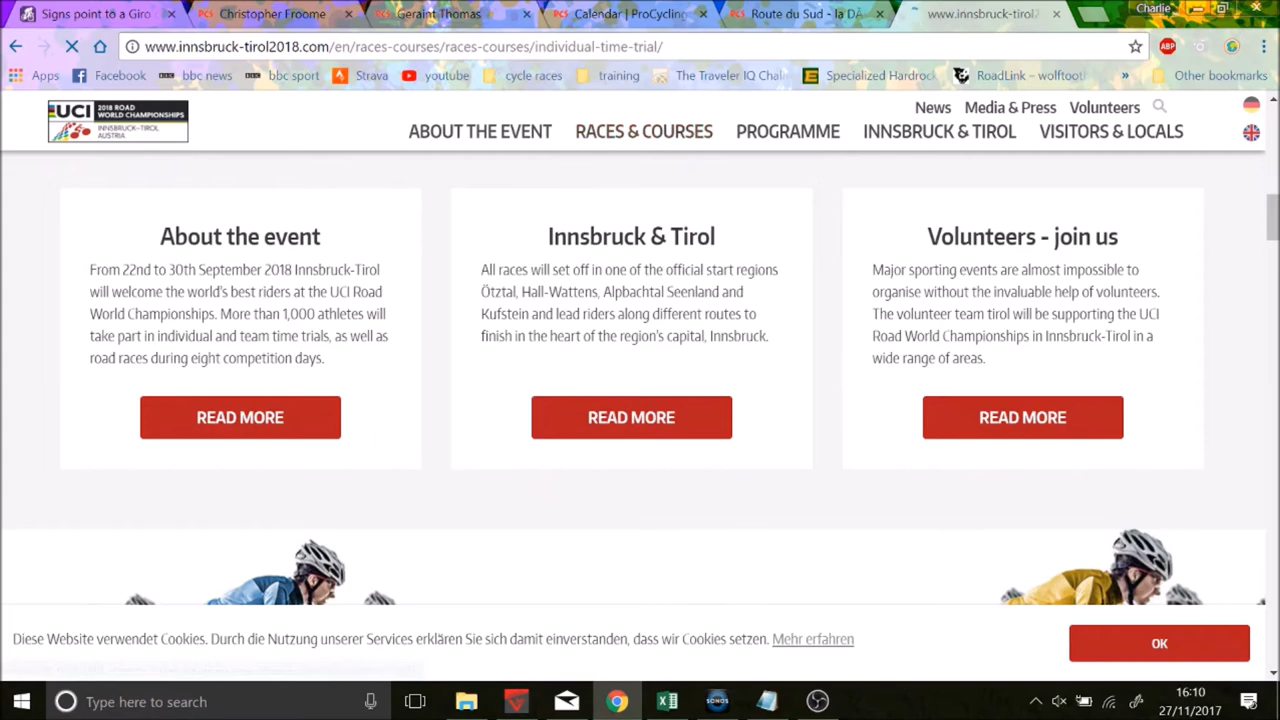 Signs point to a Giro
Christopher Froome
Geraint Thomas
Calendar | ProCycling
Route du Sud - la DÃ
www.innsbruck-tirol2
Charlie
www.innsbruck-tirol2018.com/en/races-courses/races-courses/individual-time-trial/
ABP
Apps
Facebook
BBC bbc news
BBC bbc sport
Strava
youtube
cycle races
training
The Traveler IQ Chal
Specialized Hardrock
RoadLink – wolftoot
»
Other bookmarks
UCI 2018 ROAD
WORLD CHAMPIONSHIPS
INNSBRUCK-TIROL
AUSTRIA
News Media & Press Volunteers
ABOUT THE EVENT RACES & COURSES PROGRAMME INNSBRUCK & TIROL VISITORS & LOCALS
About the event
From 22nd to 30th September 2018 Innsbruck-Tirol
will welcome the world's best riders at the UCI Road
World Championships. More than 1,000 athletes will
take part in individual and team time trials, as well as
road races during eight competition days.
READ MORE
Innsbruck & Tirol
All races will set off in one of the official start regions
Ötztal, Hall-Wattens, Alpbachtal Seenland and
Kufstein and lead riders along different routes to
finish in the heart of the region's capital, Innsbruck.
READ MORE
Volunteers - join us
Major sporting events are almost impossible to
organise without the invaluable help of volunteers.
The volunteer team tirol will be supporting the UCI
Road World Championships in Innsbruck-Tirol in a
wide range of areas.
READ MORE
Diese Website verwendet Cookies. Durch die Nutzung unserer Services erklären Sie sich damit einverstanden, dass wir Cookies setzen. Mehr erfahren
OK
Type here to search
SONOS
16:10
27/11/2017